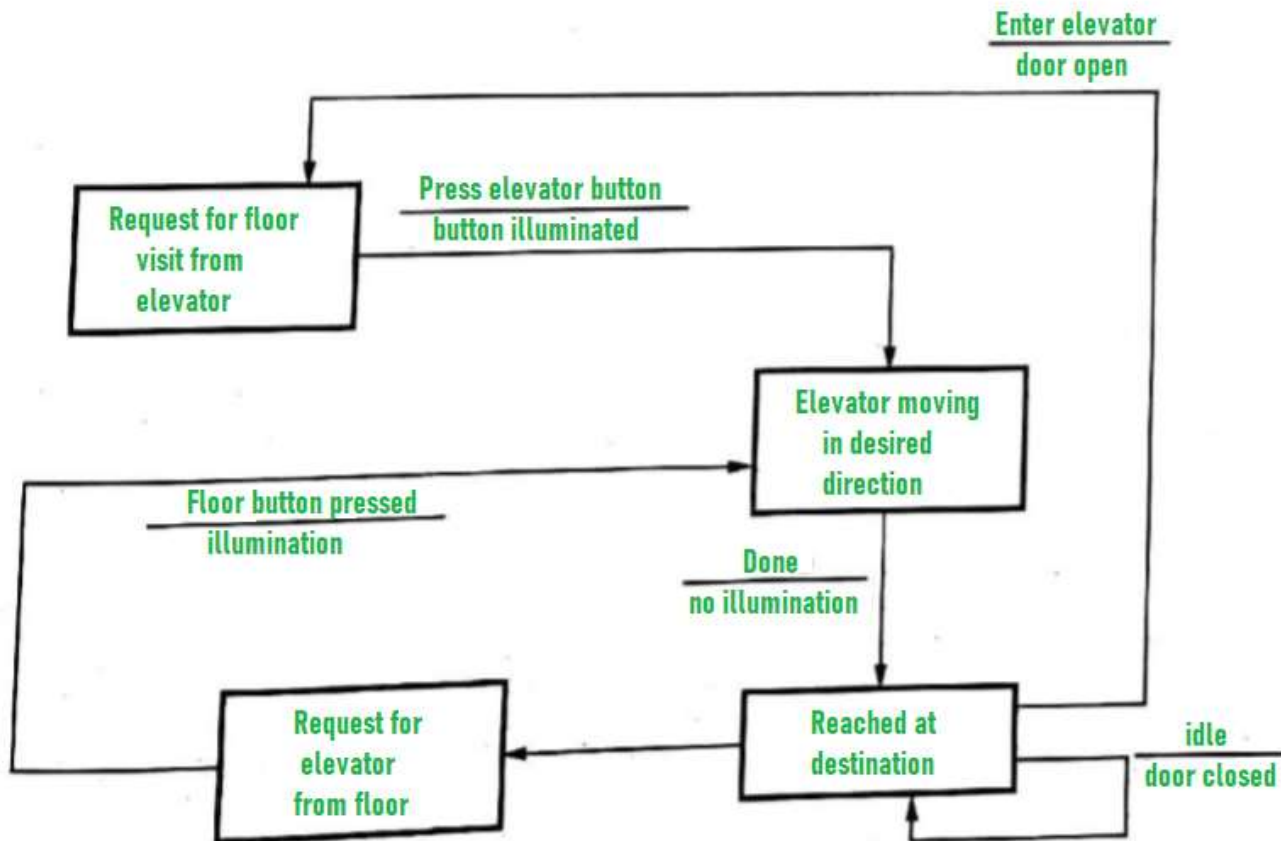 Enter elevator
door open
Press elevator button
button illuminated
Request for floor
visit from
elevator
Elevator moving
in desired
direction
Floor button pressed
illumination
Done
no illumination
Request for
elevator
from floor
Reached at
destination
idle
door closed